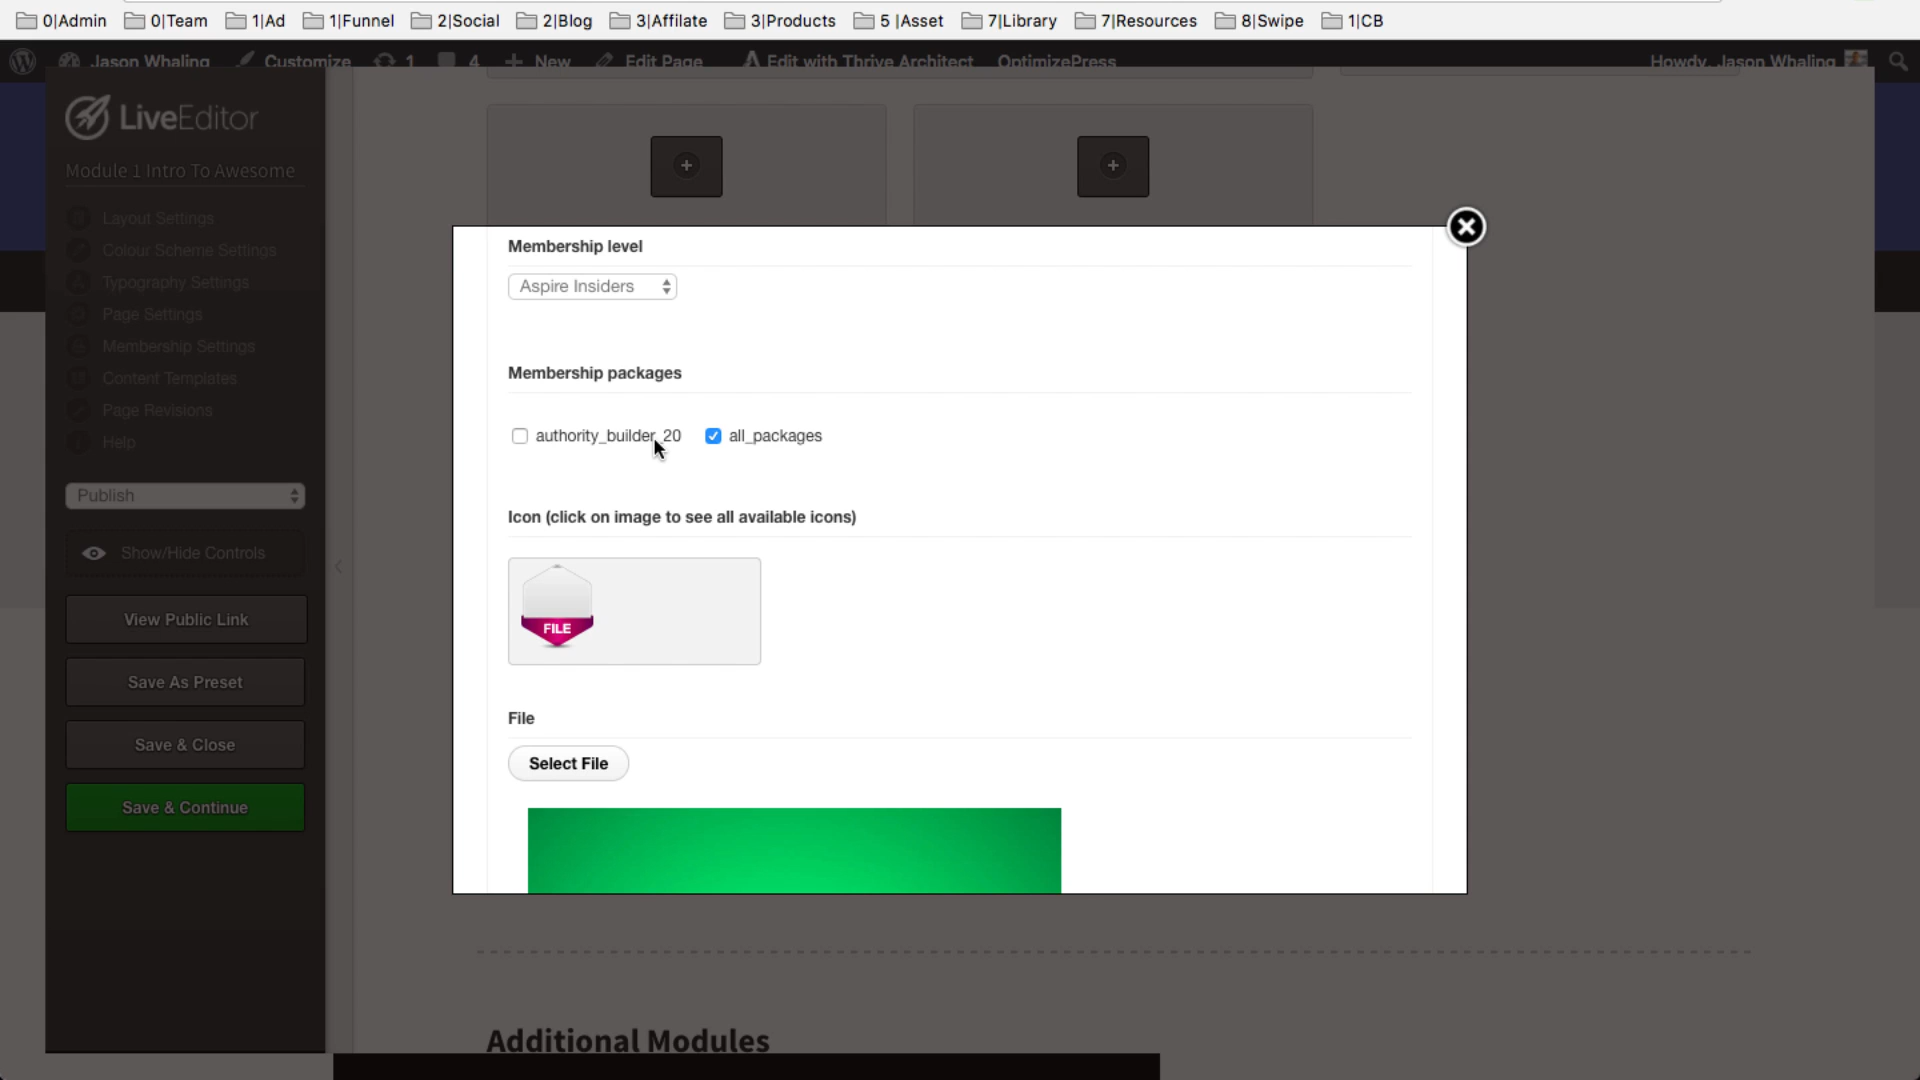 0|Admin 0|Team 1|Ad 1|Funnel 2|Social 2|Blog 3|Affilate 3|Products 5 |Asset 7|Library 7|Resources 8|Swipe 1|CB
Jason Whaling Customize 1 4 New Edit Page Edit with Thrive Architect OptimizePress Howdy, Jason Whaling
LiveEditor
Module 1 Intro To Awesome
Layout Settings
Colour Scheme Settings
Typography Settings
Page Settings
Membership Settings
Content Templates
Page Revisions
Help
Publish
Show/Hide Controls
View Public Link
Save As Preset
Save & Close
Save & Continue
Membership level
Aspire Insiders
Membership packages
authority_builder_20 all_packages
Icon (click on image to see all available icons)
FILE
File
Select File
Additional Modules